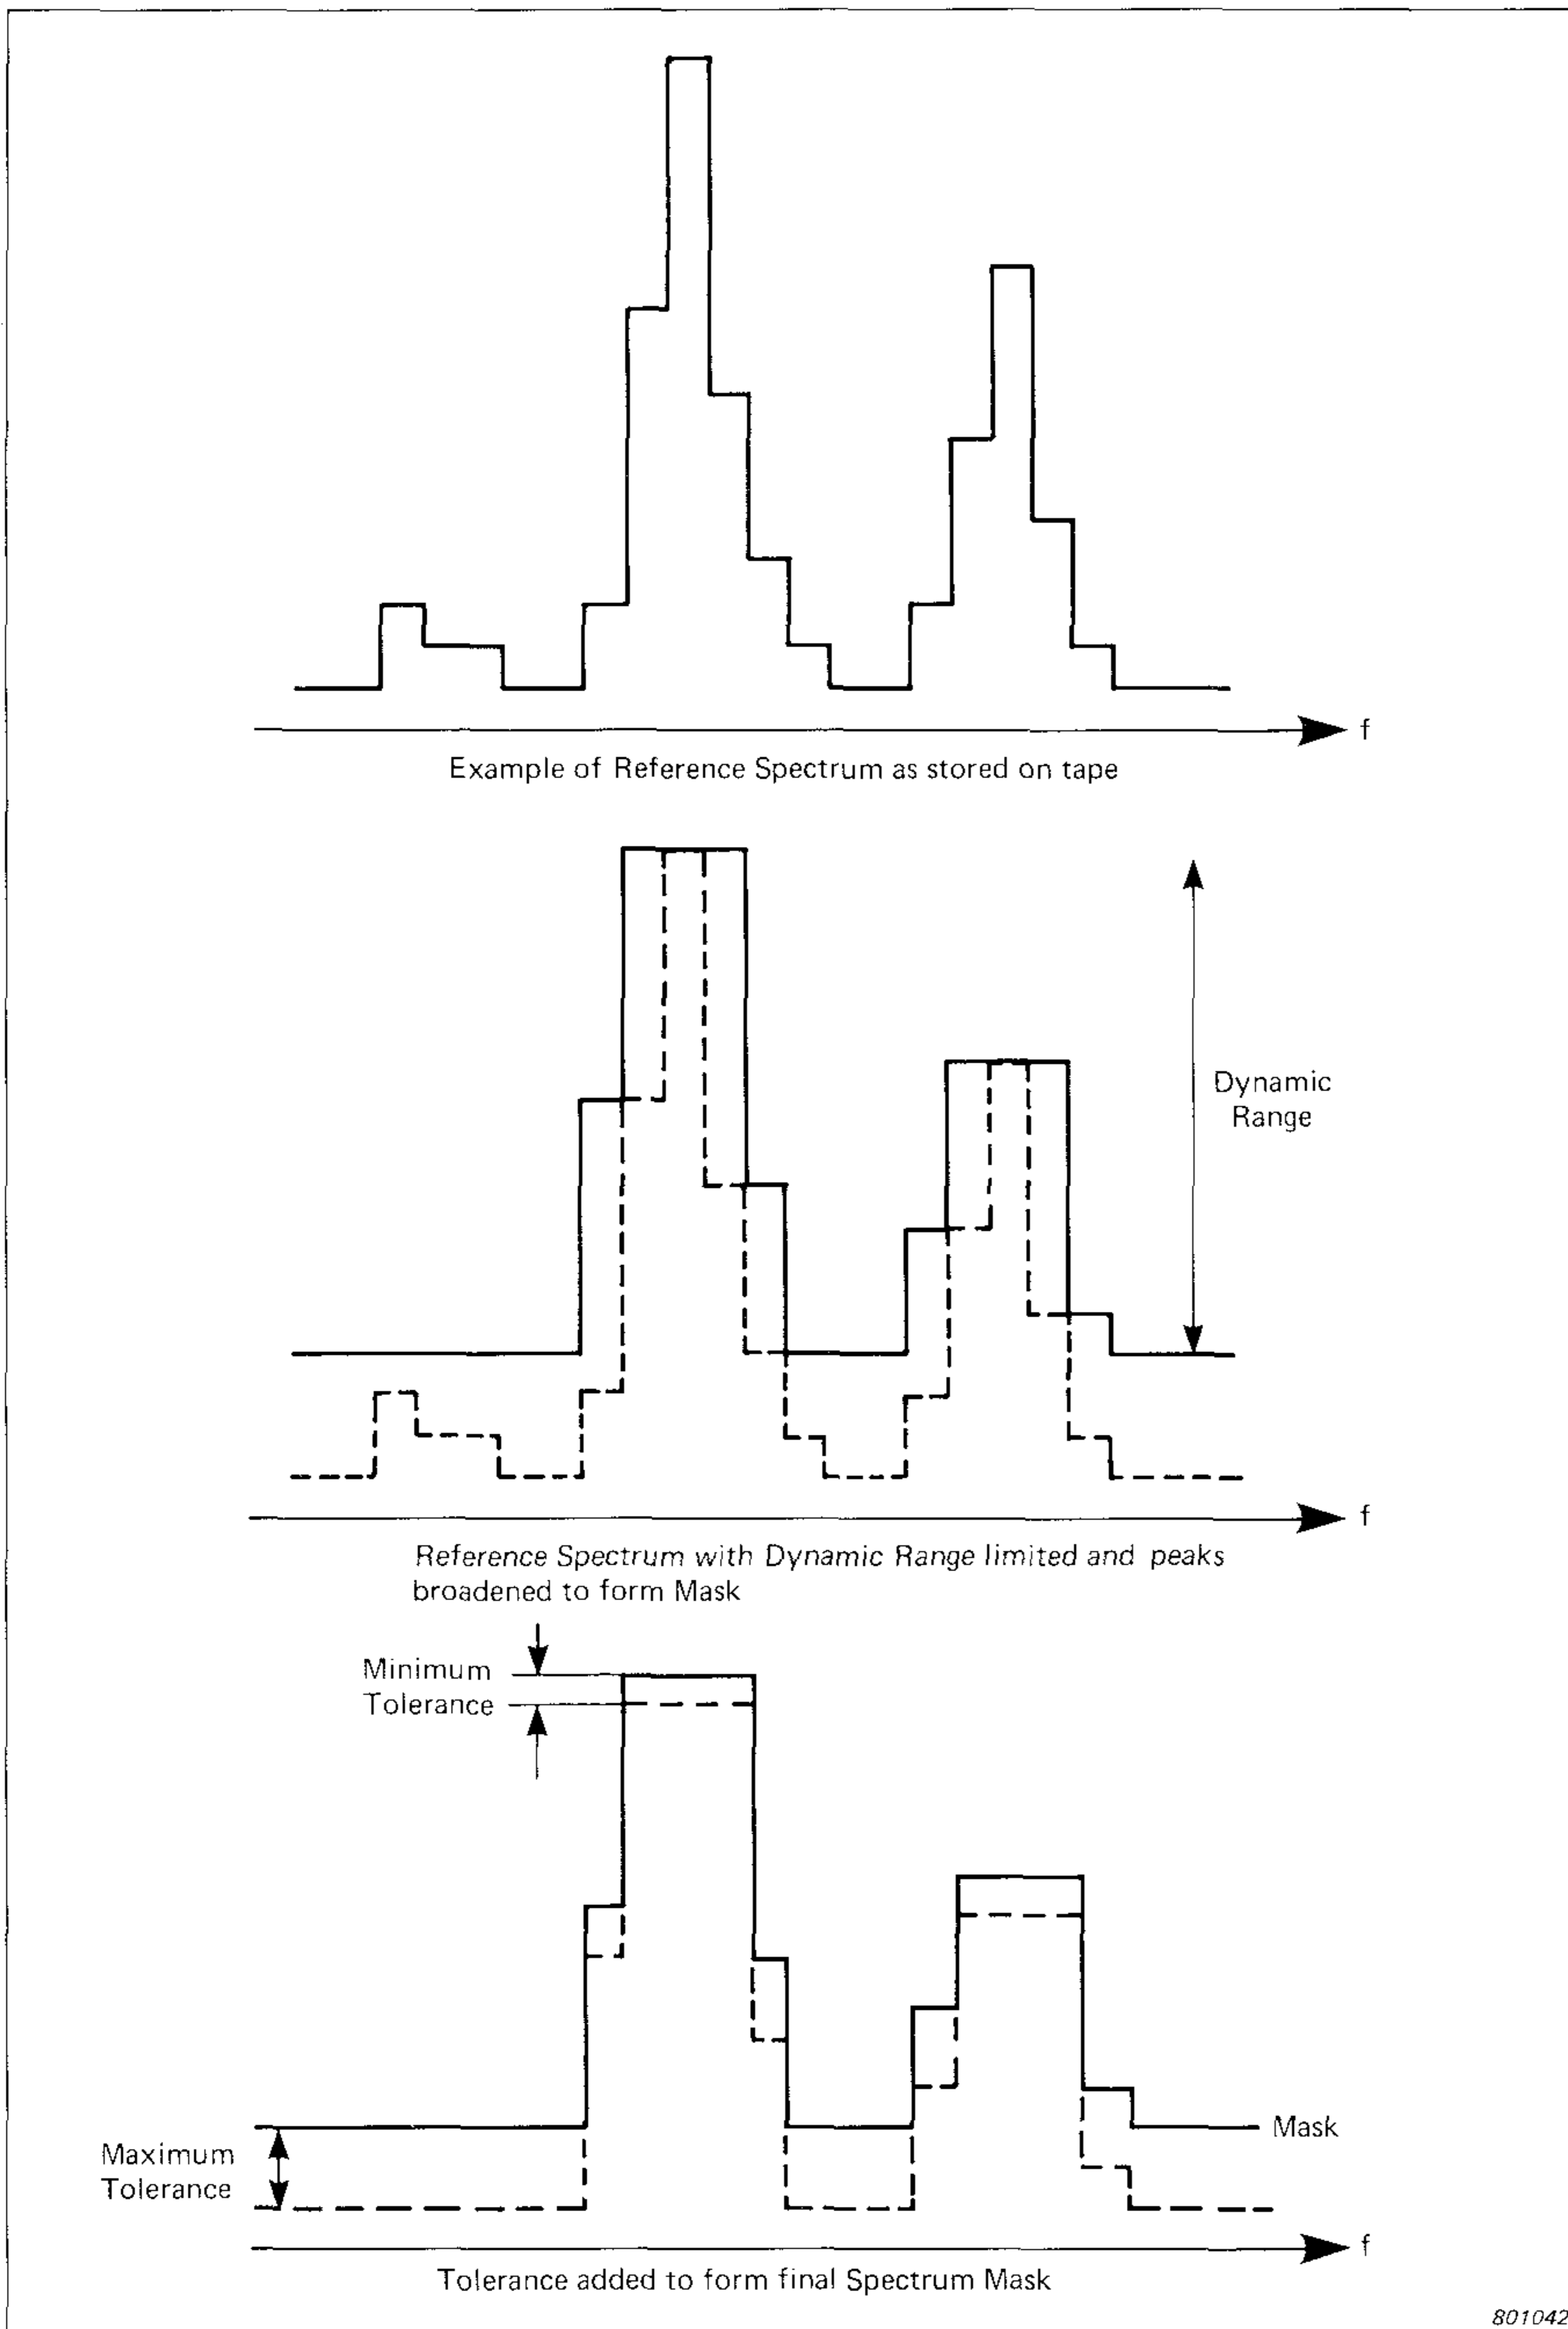 f
Example of Reference Spectrum as stored on tape
Dynamic
Range
f
Reference Spectrum with Dynamic Range limited and peaks
broadened to form Mask
Minimum
Tolerance
Mask
Maximum
Tolerance
f
Tolerance added to form final Spectrum Mask
801042